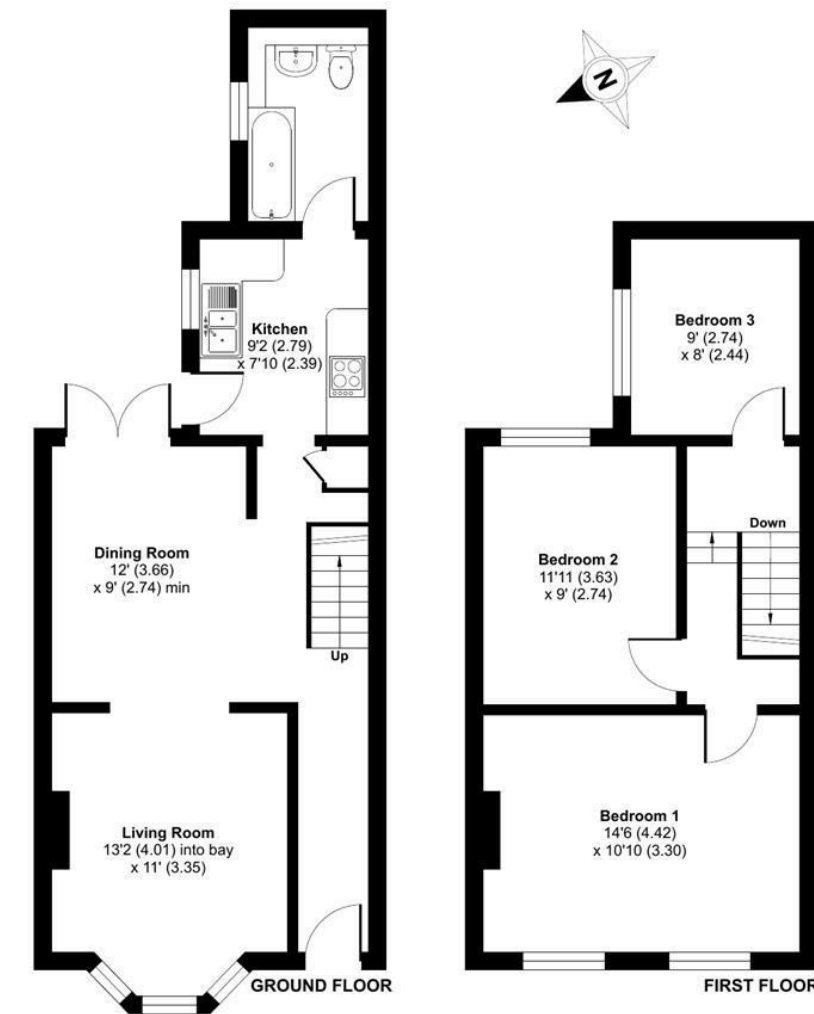 N
Kitchen
9'2 (2.79)
x 7'10 (2.39)
Dining Room
12' (3.66)
x 9' (2.74) min
Up
Living Room
13'2 (4.01) into bay
x 11' (3.35)
GROUND FLOOR
Bedroom 3
9' (2.74)
x 8' (2.44)
Down
Bedroom 2
11'11 (3.63)
x 9' (2.74)
Bedroom 1
14'6 (4.42)
x 10'10 (3.30)
FIRST FLOOR